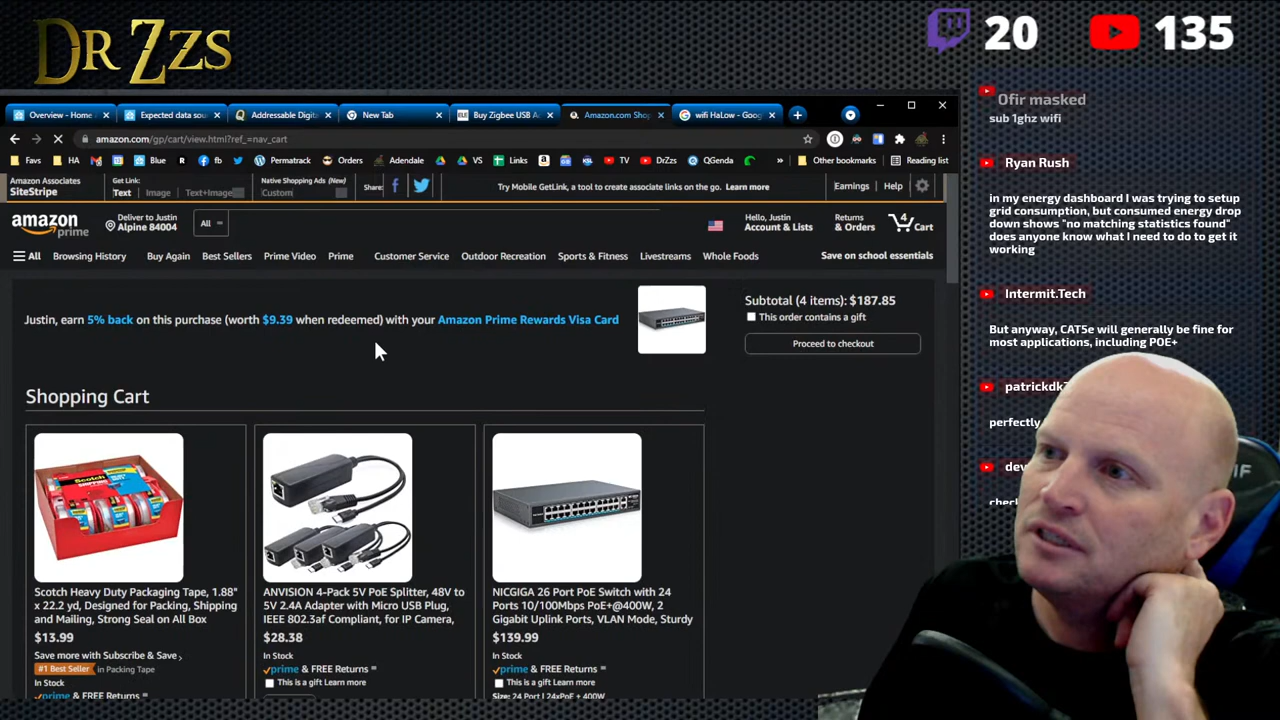 DR ZZS
20
135
Overview - Home
Expected data sou
Addressable Digita
New Tab
Buy Zigbee USB A
Amazon.com Shop
wifi HaLow - Goog
amazon.com/gp/cart/view.html?ref_=nav_cart
Favs
HA
Blue
Permatrack
Orders
Adendale
VS
Links
TV
DrZzs
QGenda
Other bookmarks
Reading list
Amazon Associates
SiteStripe
Get Link:
Text
Image
Text+Image
Native Shopping Ads (New)
Custom
Share:
Try Mobile GetLink, a tool to create associate links on the go. Learn more
Earnings
Help
amazon
prime
Deliver to Justin
Alpine 84004
All
Hello, Justin
Account & Lists
Returns
& Orders
4
Cart
All
Browsing History
Buy Again
Best Sellers
Prime Video
Prime
Customer Service
Outdoor Recreation
Sports & Fitness
Livestreams
Whole Foods
Save on school essentials
Justin, earn 5% back on this purchase (worth $9.39 when redeemed) with your Amazon Prime Rewards Visa Card
Subtotal (4 items): $187.85
This order contains a gift
Proceed to checkout
Shopping Cart
Scotch Heavy Duty Packaging Tape, 1.88"
x 22.2 yd, Designed for Packing, Shipping
and Mailing, Strong Seal on All Box
$13.99
Save more with Subscribe & Save
#1 Best Seller in Packing Tape
In Stock
prime & FREE Returns
ANVISION 4-Pack 5V PoE Splitter, 48V to
5V 2.4A Adapter with Micro USB Plug,
IEEE 802.3af Compliant, for IP Camera,
$28.38
In Stock
prime & FREE Returns
This is a gift Learn more
NICGIGA 26 Port PoE Switch with 24
Ports 10/100Mbps PoE+@400W, 2
Gigabit Uplink Ports, VLAN Mode, Sturdy
$139.99
In Stock
prime & FREE Returns
This is a gift Learn more
Size: 24 Port | 24xPoE + 400W
Ofir masked
sub 1ghz wifi
Ryan Rush
in my energy dashboard I was trying to setup
grid consumption, but consumed energy drop
down shows "no matching statistics found"
does anyone know what I need to do to get it
working
Intermit.Tech
But anyway, CAT5e will generally be fine for
most applications, including POE+
patrickdk
perfectly